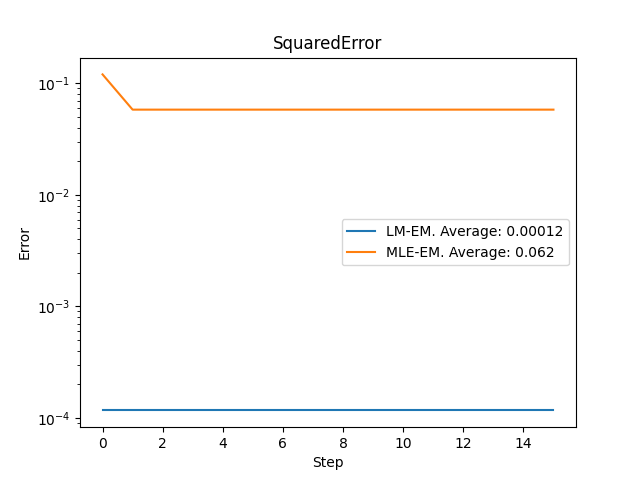 SquaredError
Error
10⁻¹
10⁻²
10⁻³
10⁻⁴
LM-EM. Average: 0.00012
MLE-EM. Average: 0.062
0 2 4 6 8 10 12 14
Step